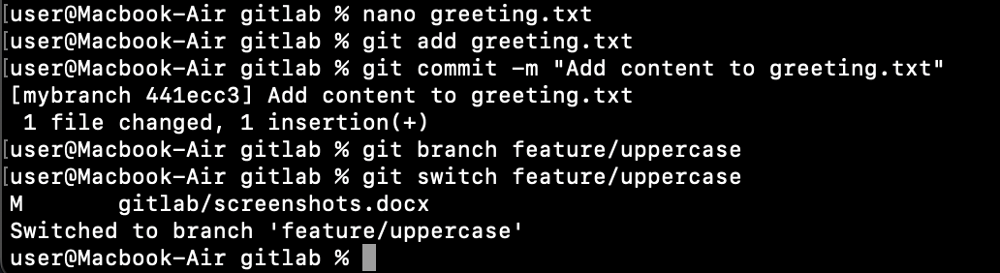 [user@Macbook-Air gitlab % nano greeting.txt
[user@Macbook-Air gitlab % git add greeting.txt
[user@Macbook-Air gitlab % git commit -m "Add content to greeting.txt"
[mybranch 441ecc3] Add content to greeting.txt
 1 file changed, 1 insertion(+)
[user@Macbook-Air gitlab % git branch feature/uppercase
[user@Macbook-Air gitlab % git switch feature/uppercase
M       gitlab/screenshots.docx
Switched to branch 'feature/uppercase'
user@Macbook-Air gitlab %